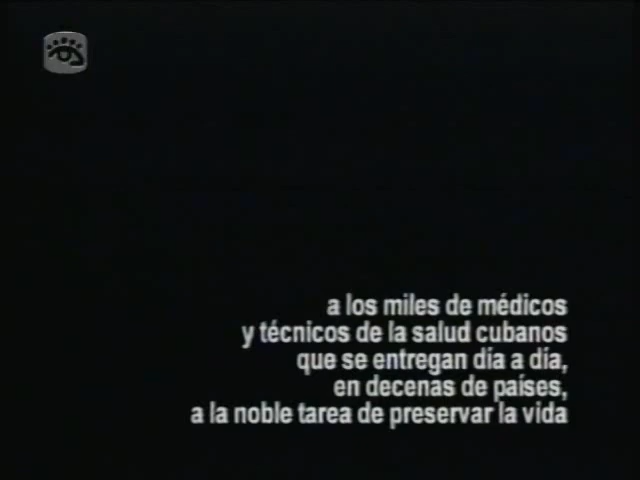 a los miles de médicos
y técnicos de la salud cubanos
que se entregan día a día,
en decenas de países,
a la noble tarea de preservar la vida